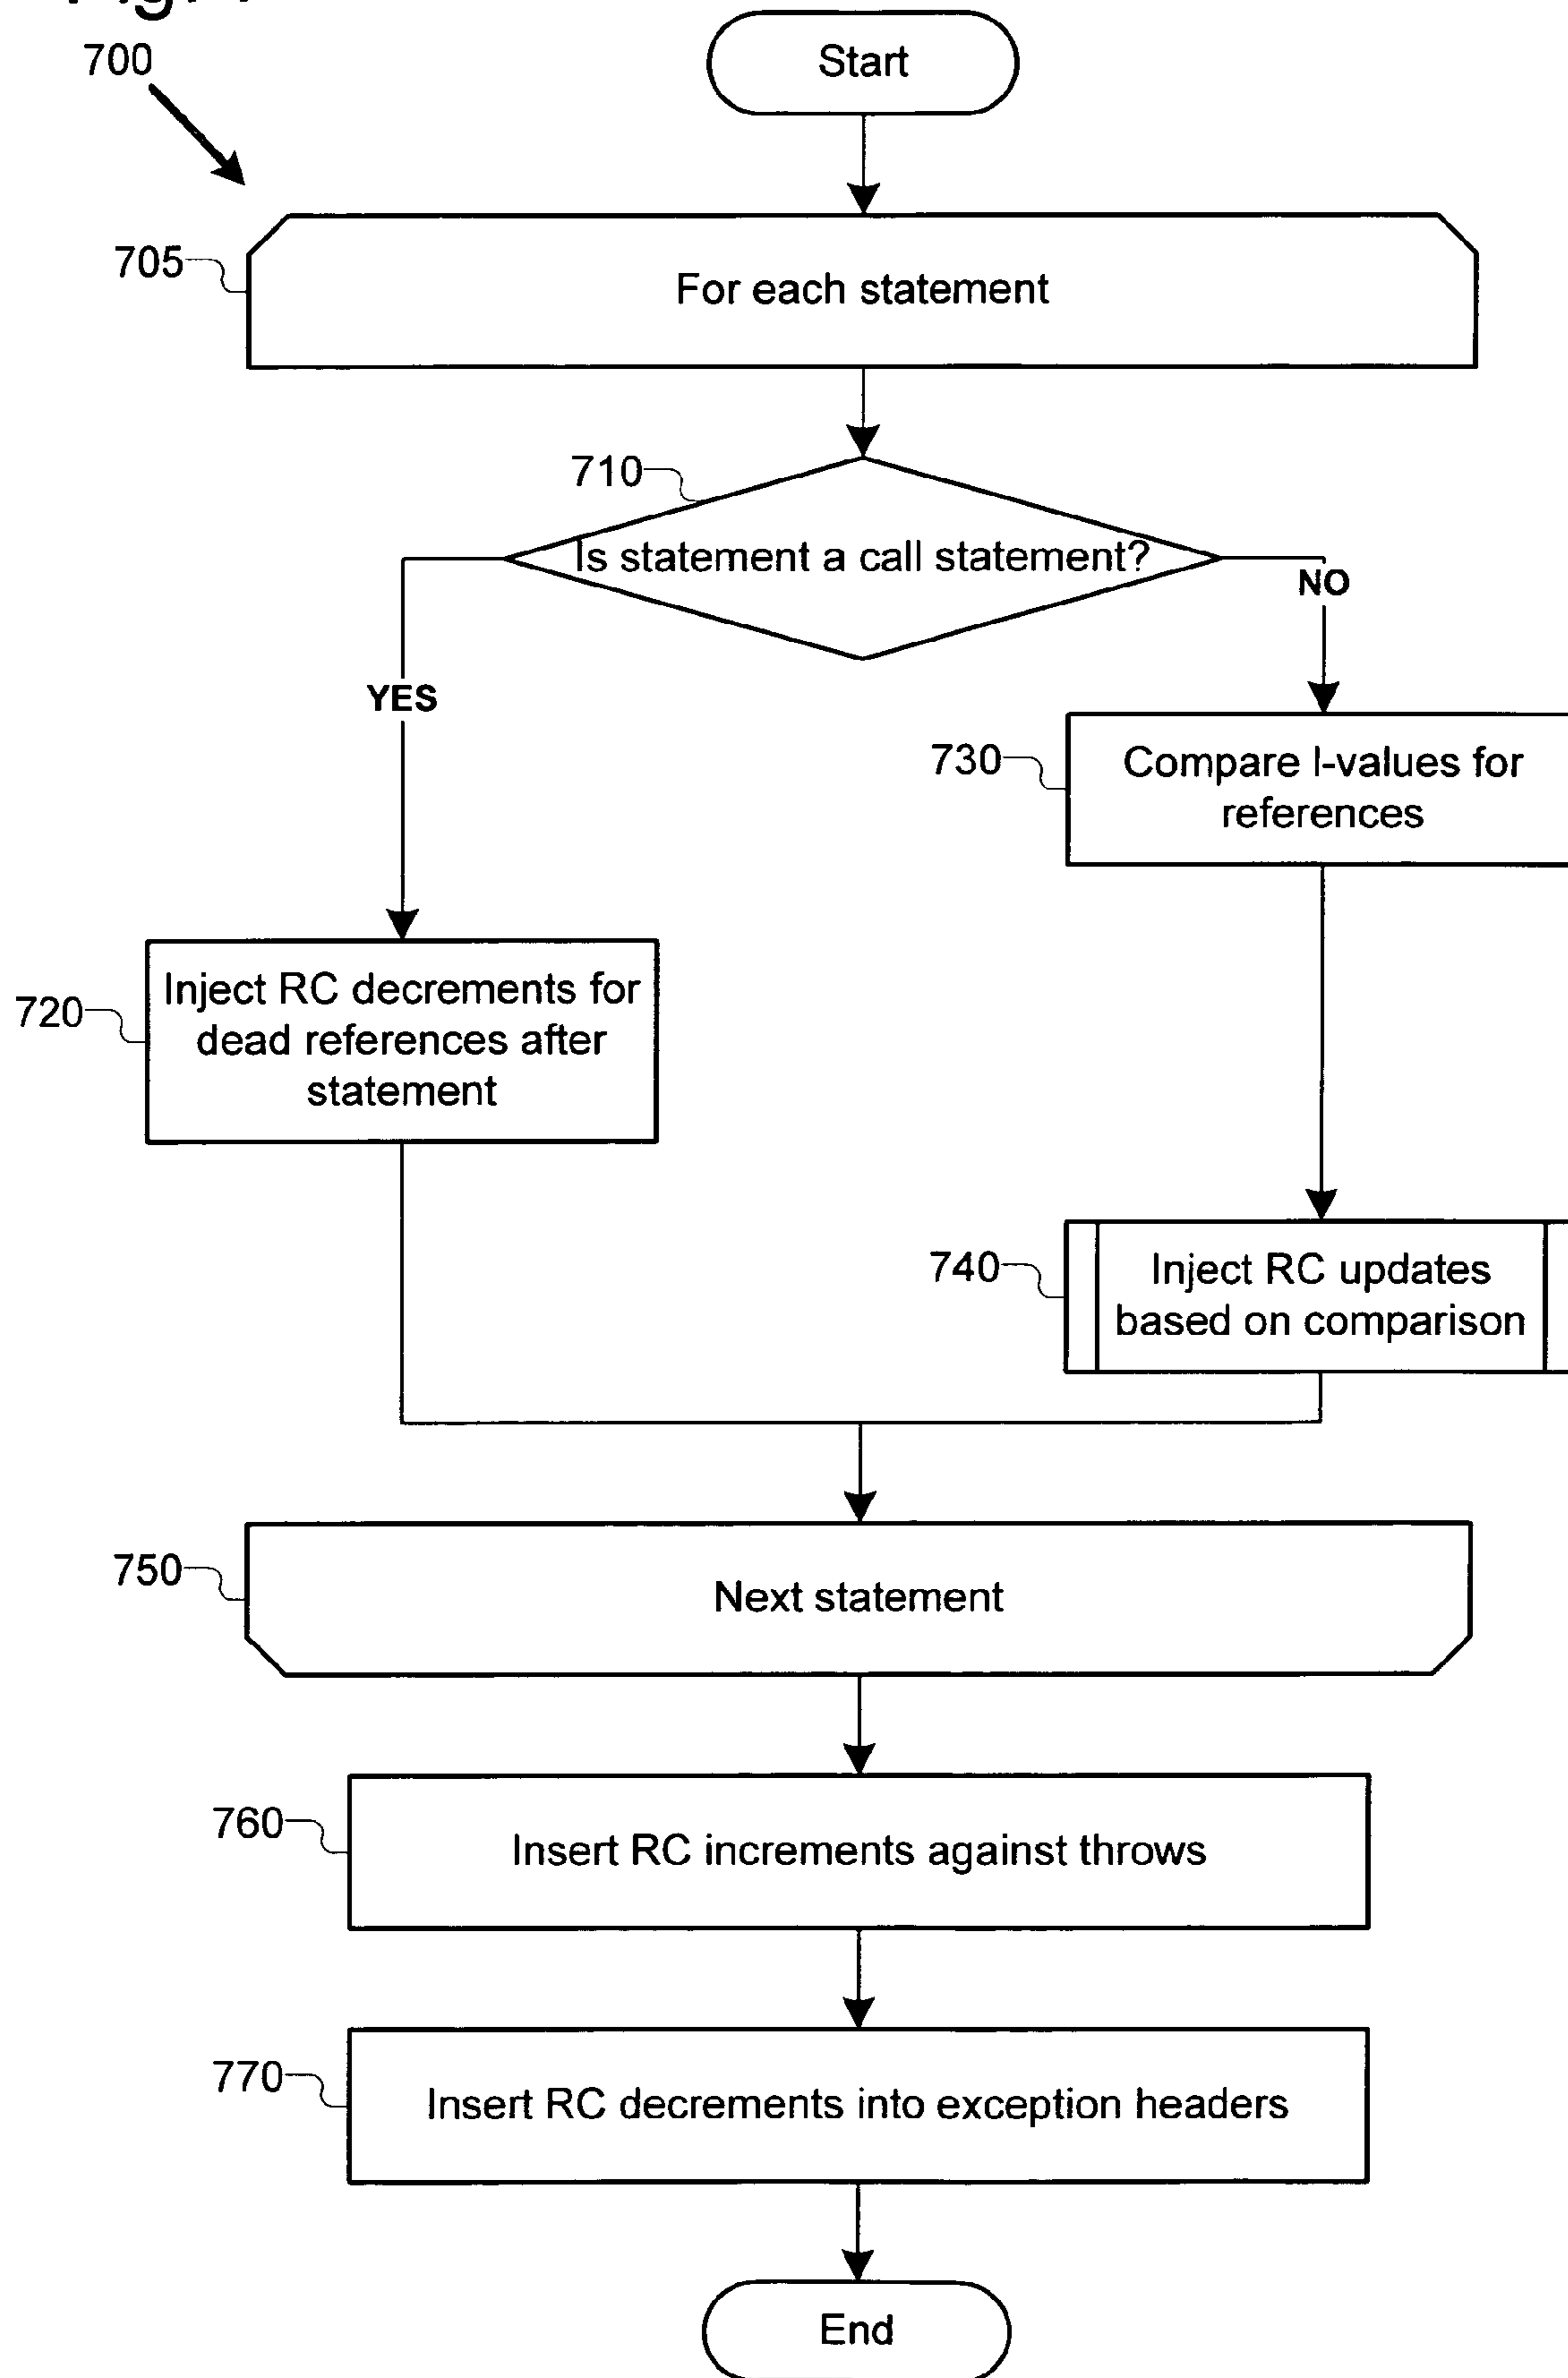 700
Start
705
For each statement
710
Is statement a call statement?
NO
YES
730
Compare l-values for
references
720
Inject RC decrements for
dead references after
statement
740
Inject RC updates
based on comparison
750
Next statement
760
Insert RC increments against throws
770
Insert RC decrements into exception headers
End